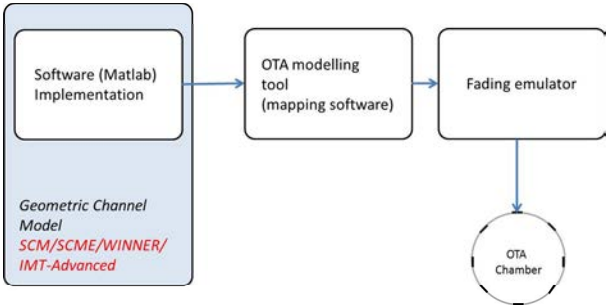 Software (Matlab)
Implementation
OTA modelling
tool
(mapping software)
Fading emulator
Geometric Channel
Model
SCM/SCME/WINNER/
IMT-Advanced
OTA
Chamber